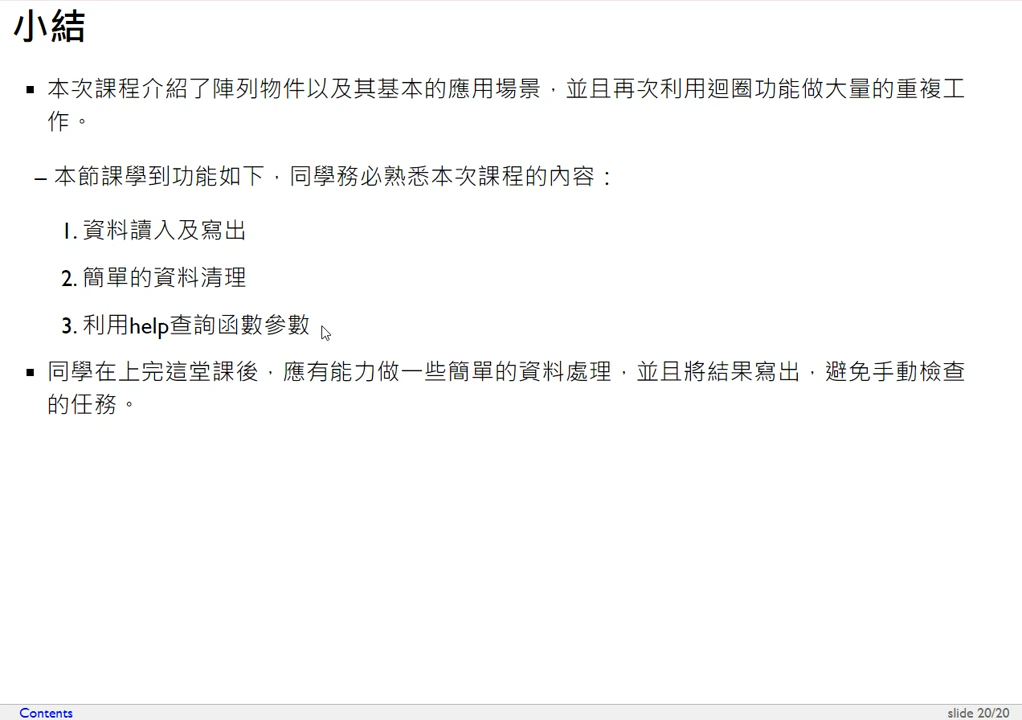 小結
▪ 本次課程介紹了陣列物件以及其基本的應用場景，並且再次利用迴圈功能做大量的重複工
作。
– 本節課學到功能如下，同學務必熟悉本次課程的內容：
1. 資料讀入及寫出
2. 簡單的資料清理
3. 利用help查詢函數參數
▪ 同學在上完這堂課後，應有能力做一些簡單的資料處理，並且將結果寫出，避免手動檢查
的任務。
Contents
slide 20/20